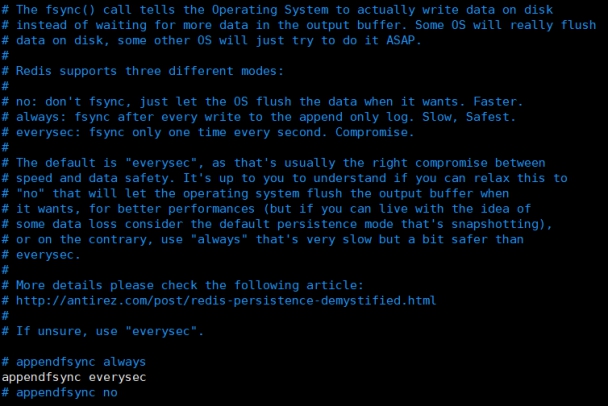 # The fsync() call tells the Operating System to actually write data on disk
# instead of waiting for more data in the output buffer. Some OS will really flush
# data on disk, some other OS will just try to do it ASAP.
#
# Redis supports three different modes:
#
# no: don't fsync, just let the OS flush the data when it wants. Faster.
# always: fsync after every write to the append only log. Slow, Safest.
# everysec: fsync only one time every second. Compromise.
#
# The default is "everysec", as that's usually the right compromise between
# speed and data safety. It's up to you to understand if you can relax this to
# "no" that will let the operating system flush the output buffer when
# it wants, for better performances (but if you can live with the idea of
# some data loss consider the default persistence mode that's snapshotting),
# or on the contrary, use "always" that's very slow but a bit safer than
# everysec.
#
# More details please check the following article:
# http://antirez.com/post/redis-persistence-demystified.html
#
# If unsure, use "everysec".

# appendfsync always
appendfsync everysec
# appendfsync no